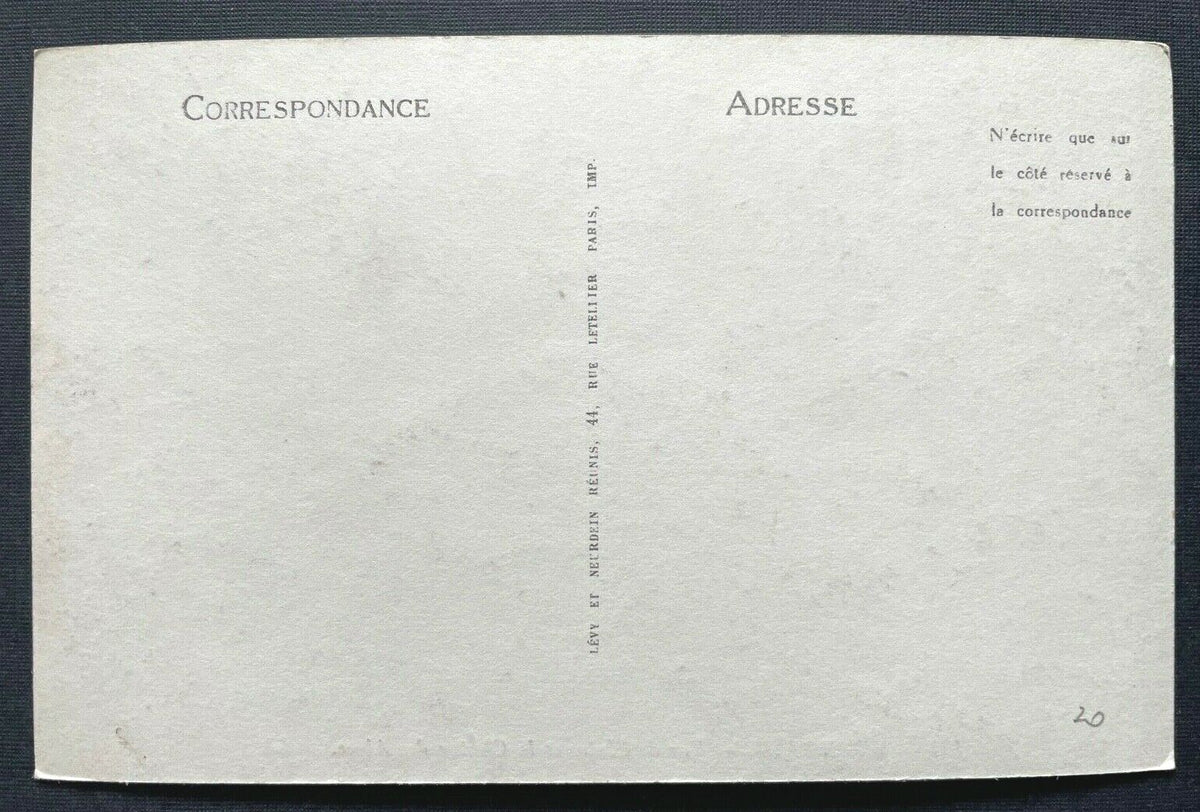 CORRESPONDANCE
ADRESSE
N'écrire que sur
le côté réservé à
la correspondance
LÉVY ET NEURDEIN RÉUNIS, 44, RUE LETELLIER PARIS, IMP.
20